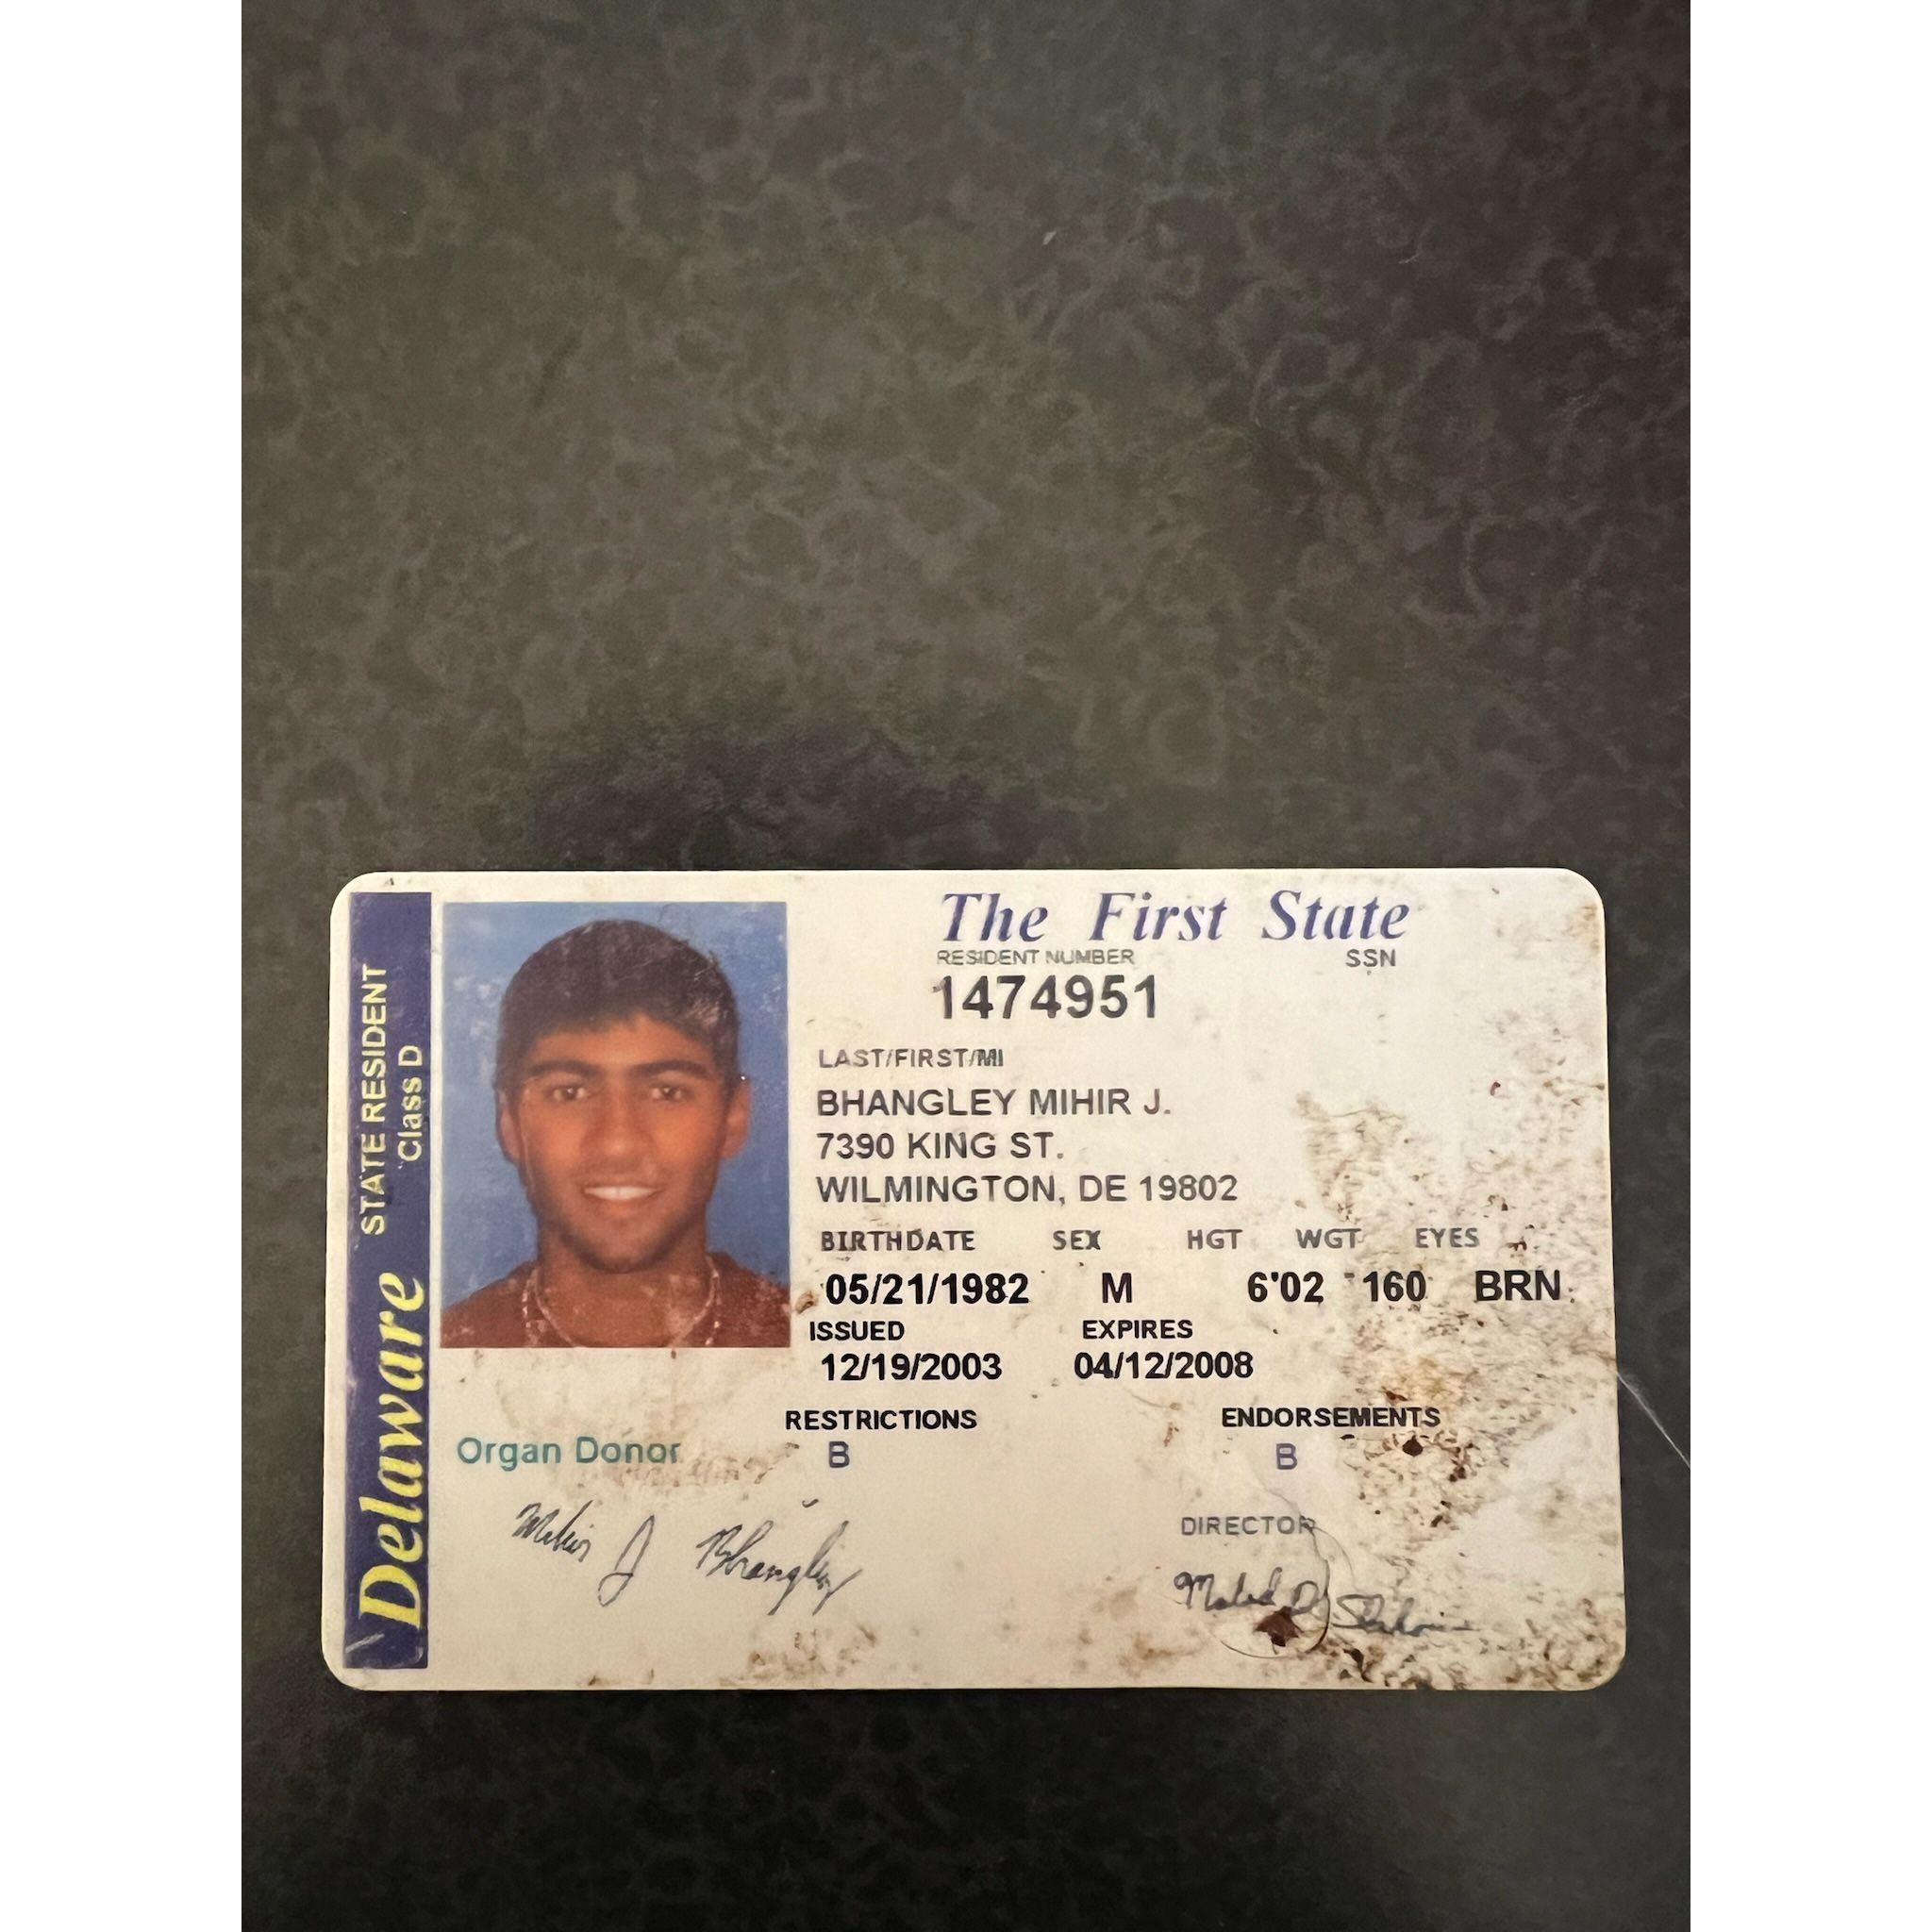 Delaware STATE RESIDENT
Class D
The First State
RESIDENT NUMBER SSN
1474951
LAST/FIRST/MI
BHANGLEY MIHIR J.
7390 KING ST.
WILMINGTON, DE 19802
BIRTHDATE SEX HGT WGT EYES
05/21/1982 M 6'02 160 BRN
ISSUED EXPIRES
12/19/2003 04/12/2008
RESTRICTIONS ENDORSEMENTS
Organ Donor B B
Mihir J Bhangley
DIRECTOR